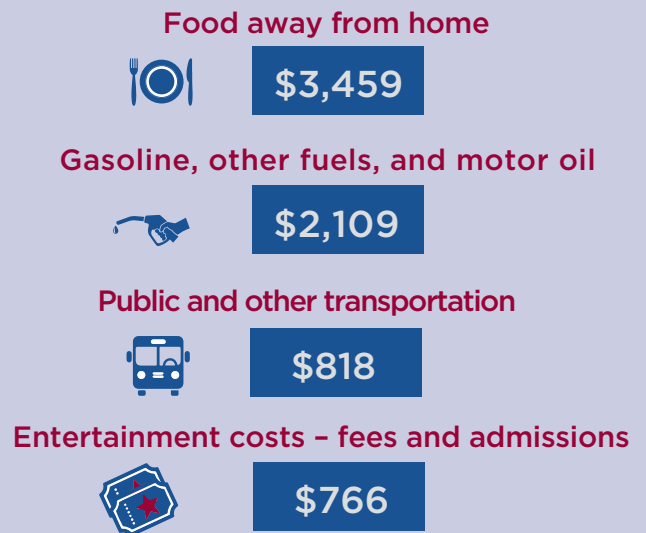 Food away from home
$3,459
Gasoline, other fuels, and motor oil
$2,109
Public and other transportation
$818
Entertainment costs – fees and admissions
$766